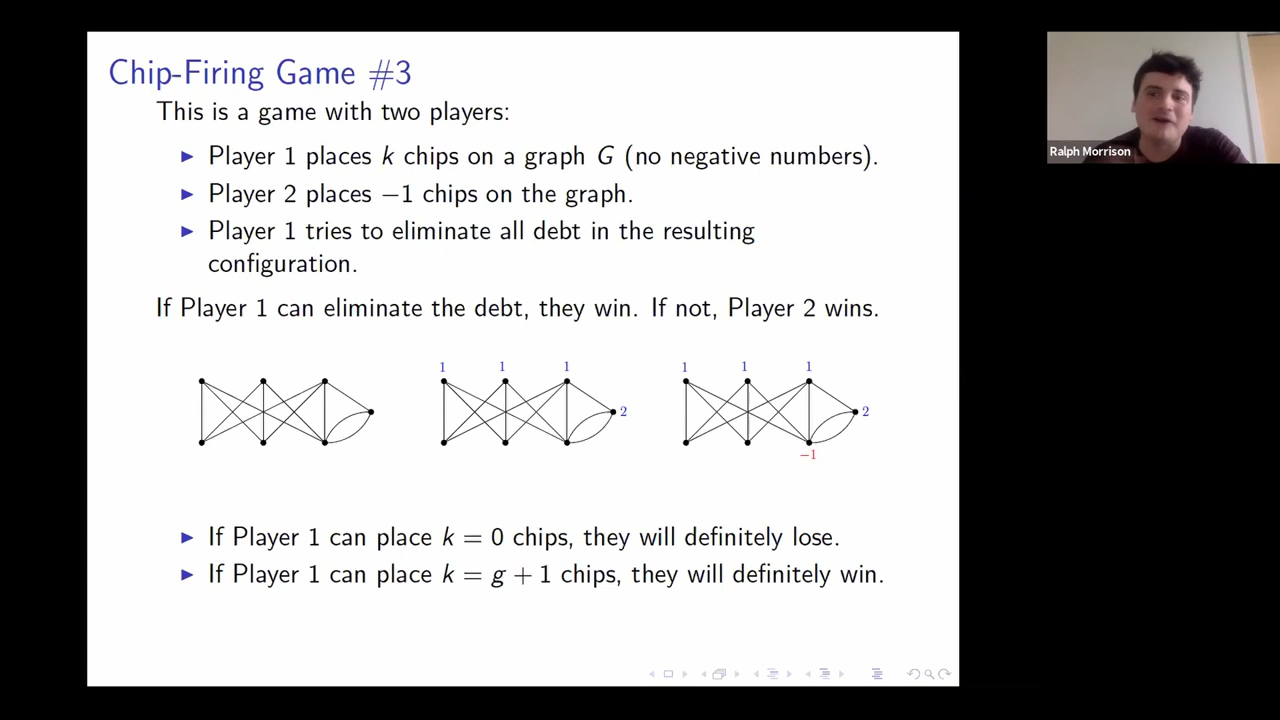 Chip-Firing Game #3
This is a game with two players:
▶ Player 1 places k chips on a graph G (no negative numbers).
▶ Player 2 places −1 chips on the graph.
▶ Player 1 tries to eliminate all debt in the resulting
configuration.
If Player 1 can eliminate the debt, they win. If not, Player 2 wins.
1 1 1 1 1 1
2 2
−1
▶ If Player 1 can place k = 0 chips, they will definitely lose.
▶ If Player 1 can place k = g + 1 chips, they will definitely win.
Ralph Morrison